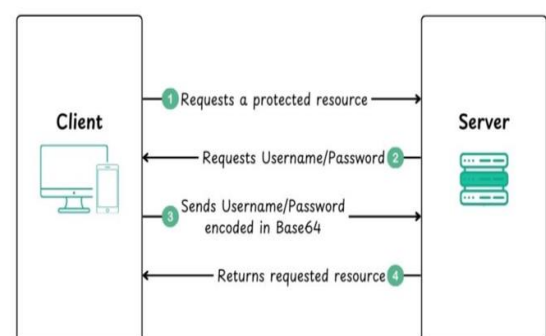 1 Requests a protected resource
Client
Server
Requests Username/Password 2
3 Sends Username/Password
encoded in Base64
Returns requested resource 4